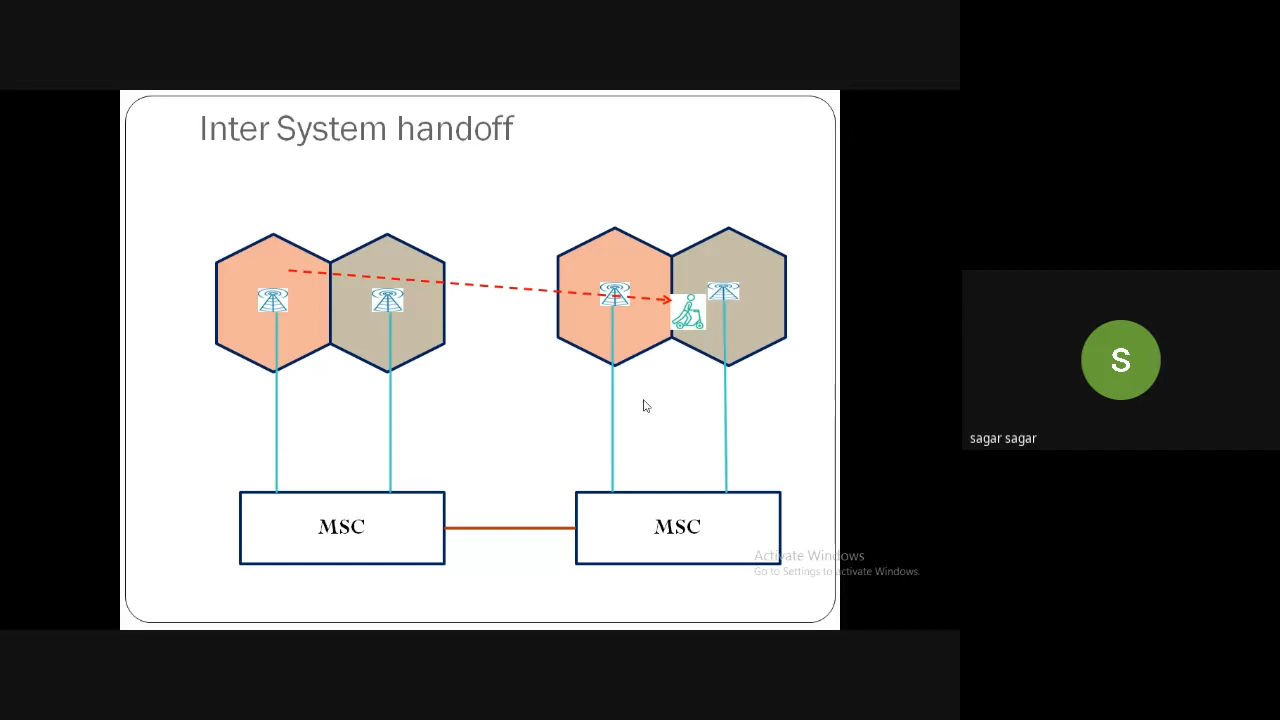 Inter System handoff
MSC
MSC
Activate Windows
Go to Settings to activate Windows.
S
sagar sagar